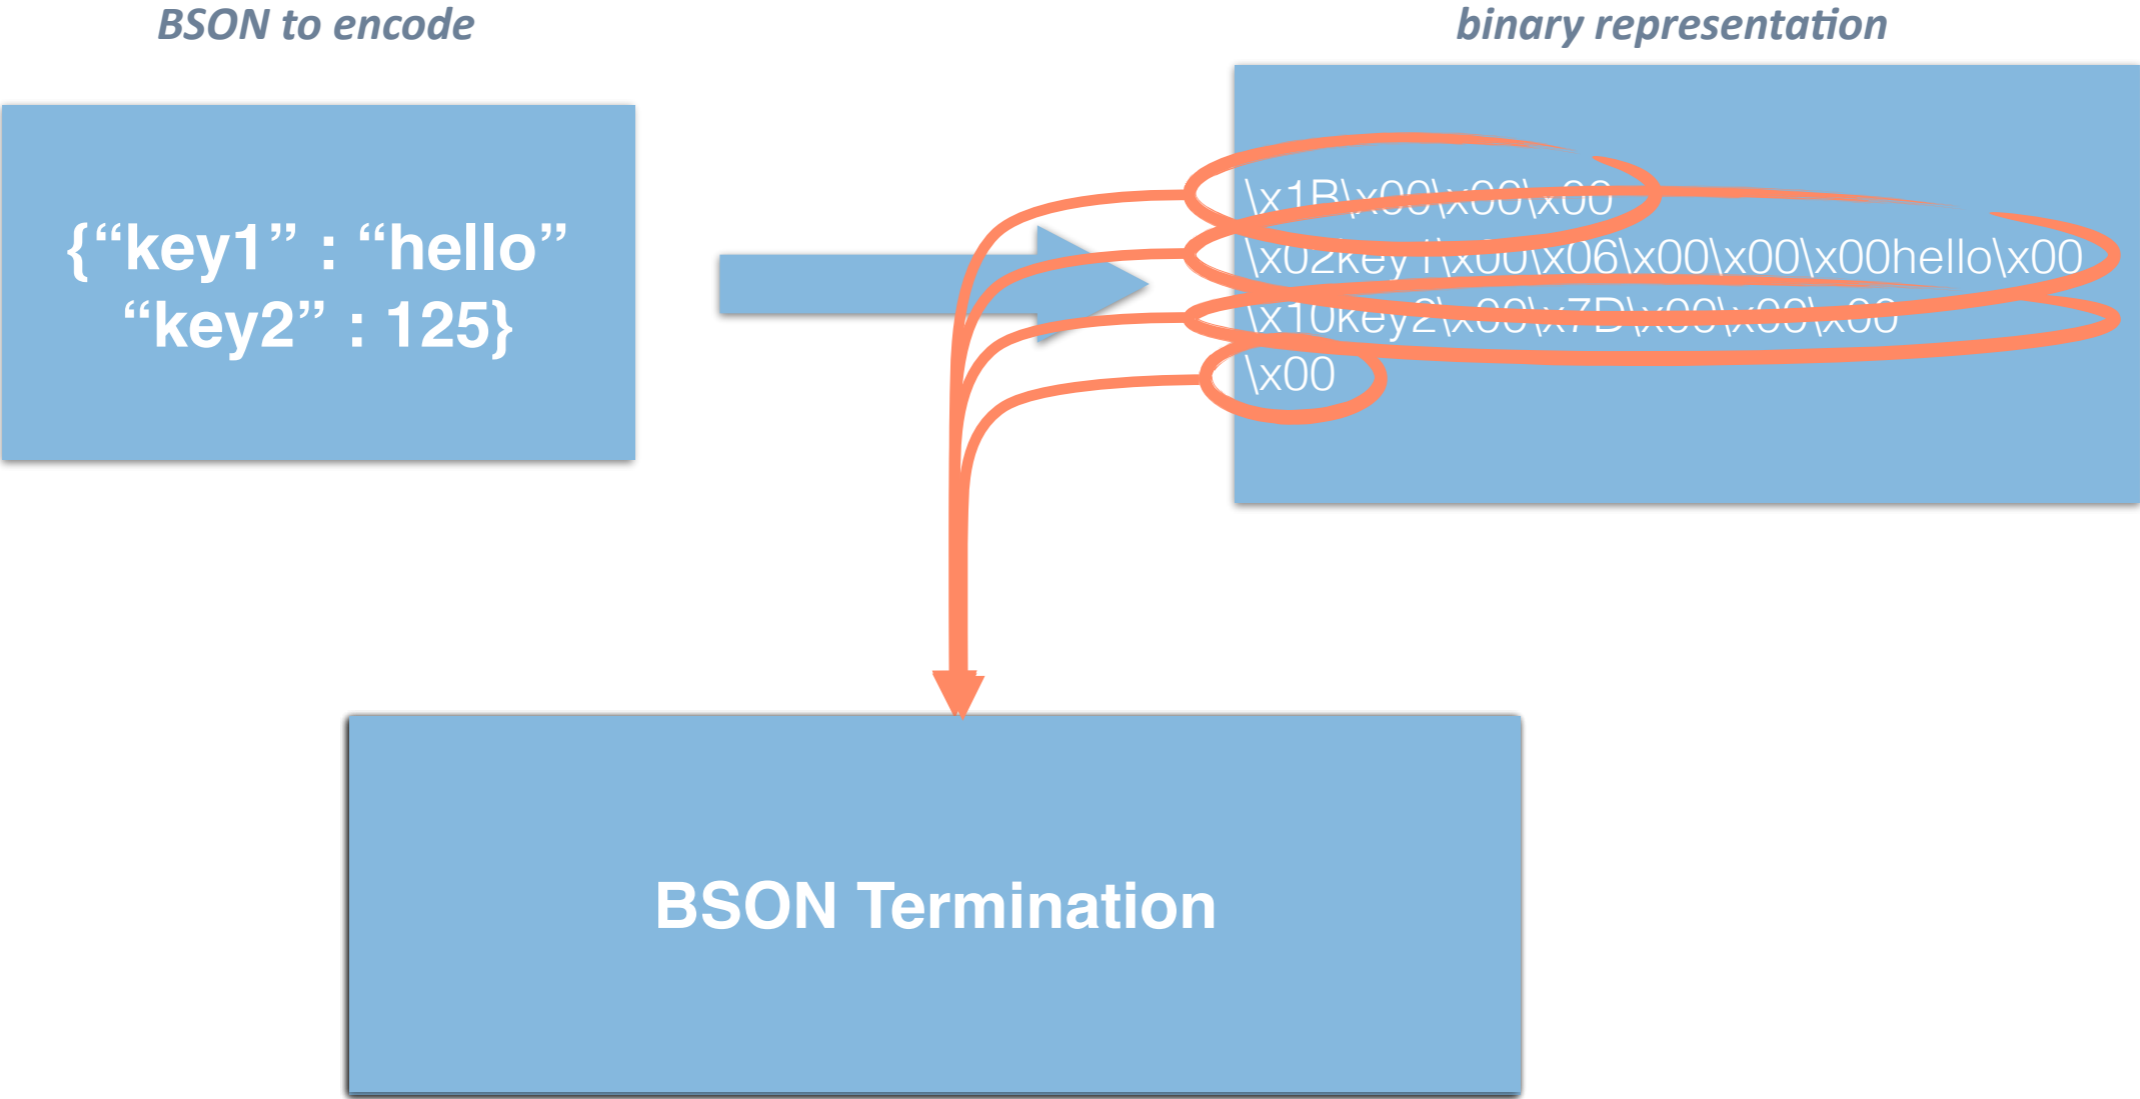 BSON to encode
binary representation
{“key1” : “hello”
“key2” : 125}
\x1B\x00\x00\x00
\x02key1\x00\x06\x00\x00\x00hello\x00
\x10key2\x00\x7D\x00\x00\x00
\x00
BSON Termination